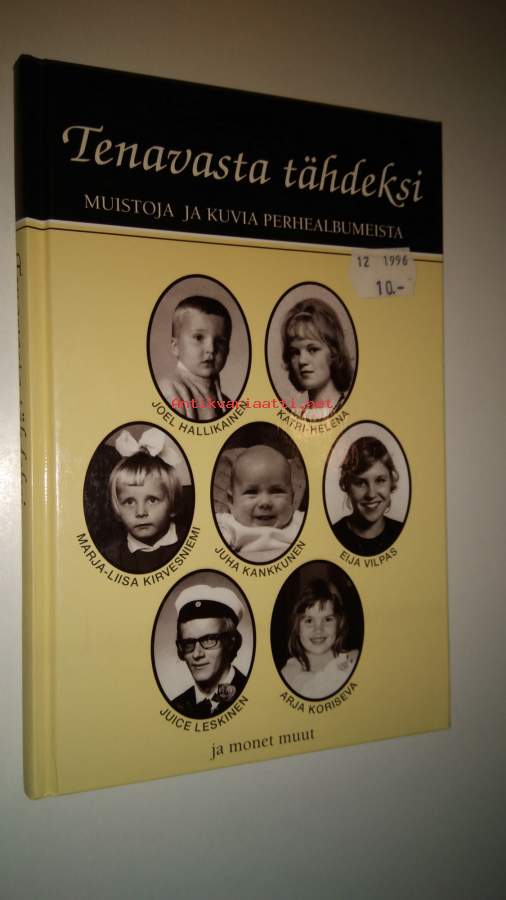 Tenavasta tähdeksi
MUISTOJA JA KUVIA PERHEALBUMEISTA
12 1996
10.-
JOEL HALLIKAINEN
KATRI-HELENA
Antikvariaatti.net
MARJA-LIISA KIRVESNIEMI
JUHA KANKKUNEN
EIJA VILPAS
JUICE LESKINEN
ARJA KORISEVA
ja monet muut